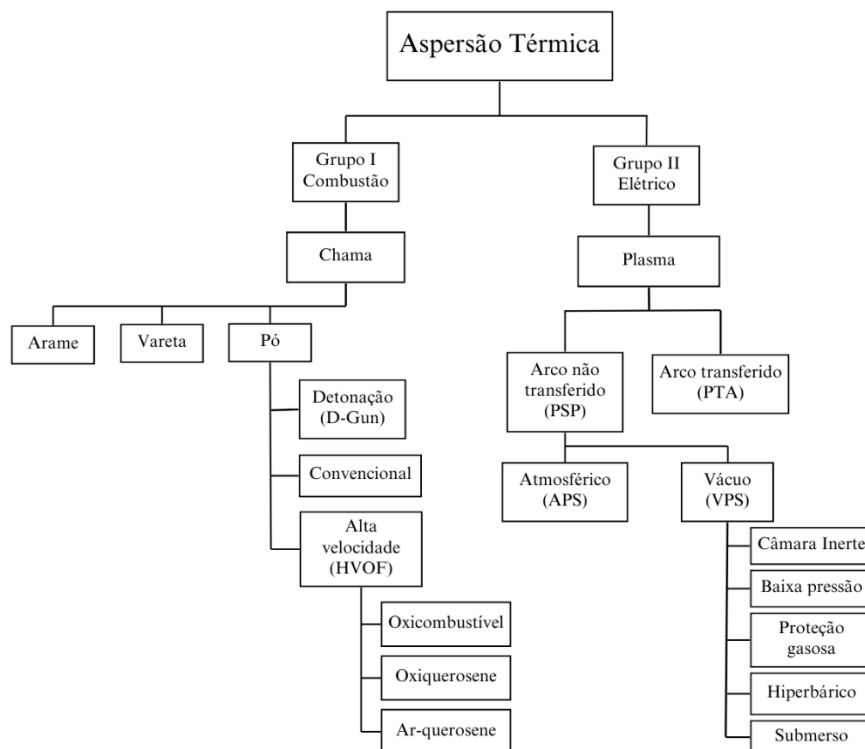 Aspersão Térmica
Grupo I
Combustão
Grupo II
Elétrico
Chama
Plasma
Arame
Vareta
Pó
Arco não
transferido
(PSP)
Arco transferido
(PTA)
Detonação
(D-Gun)
Convencional
Alta
velocidade
(HVOF)
Atmosférico
(APS)
Vácuo
(VPS)
Oxicombustível
Oxiquerosene
Ar-querosene
Câmara Inerte
Baixa pressão
Proteção
gasosa
Hiperbárico
Submerso